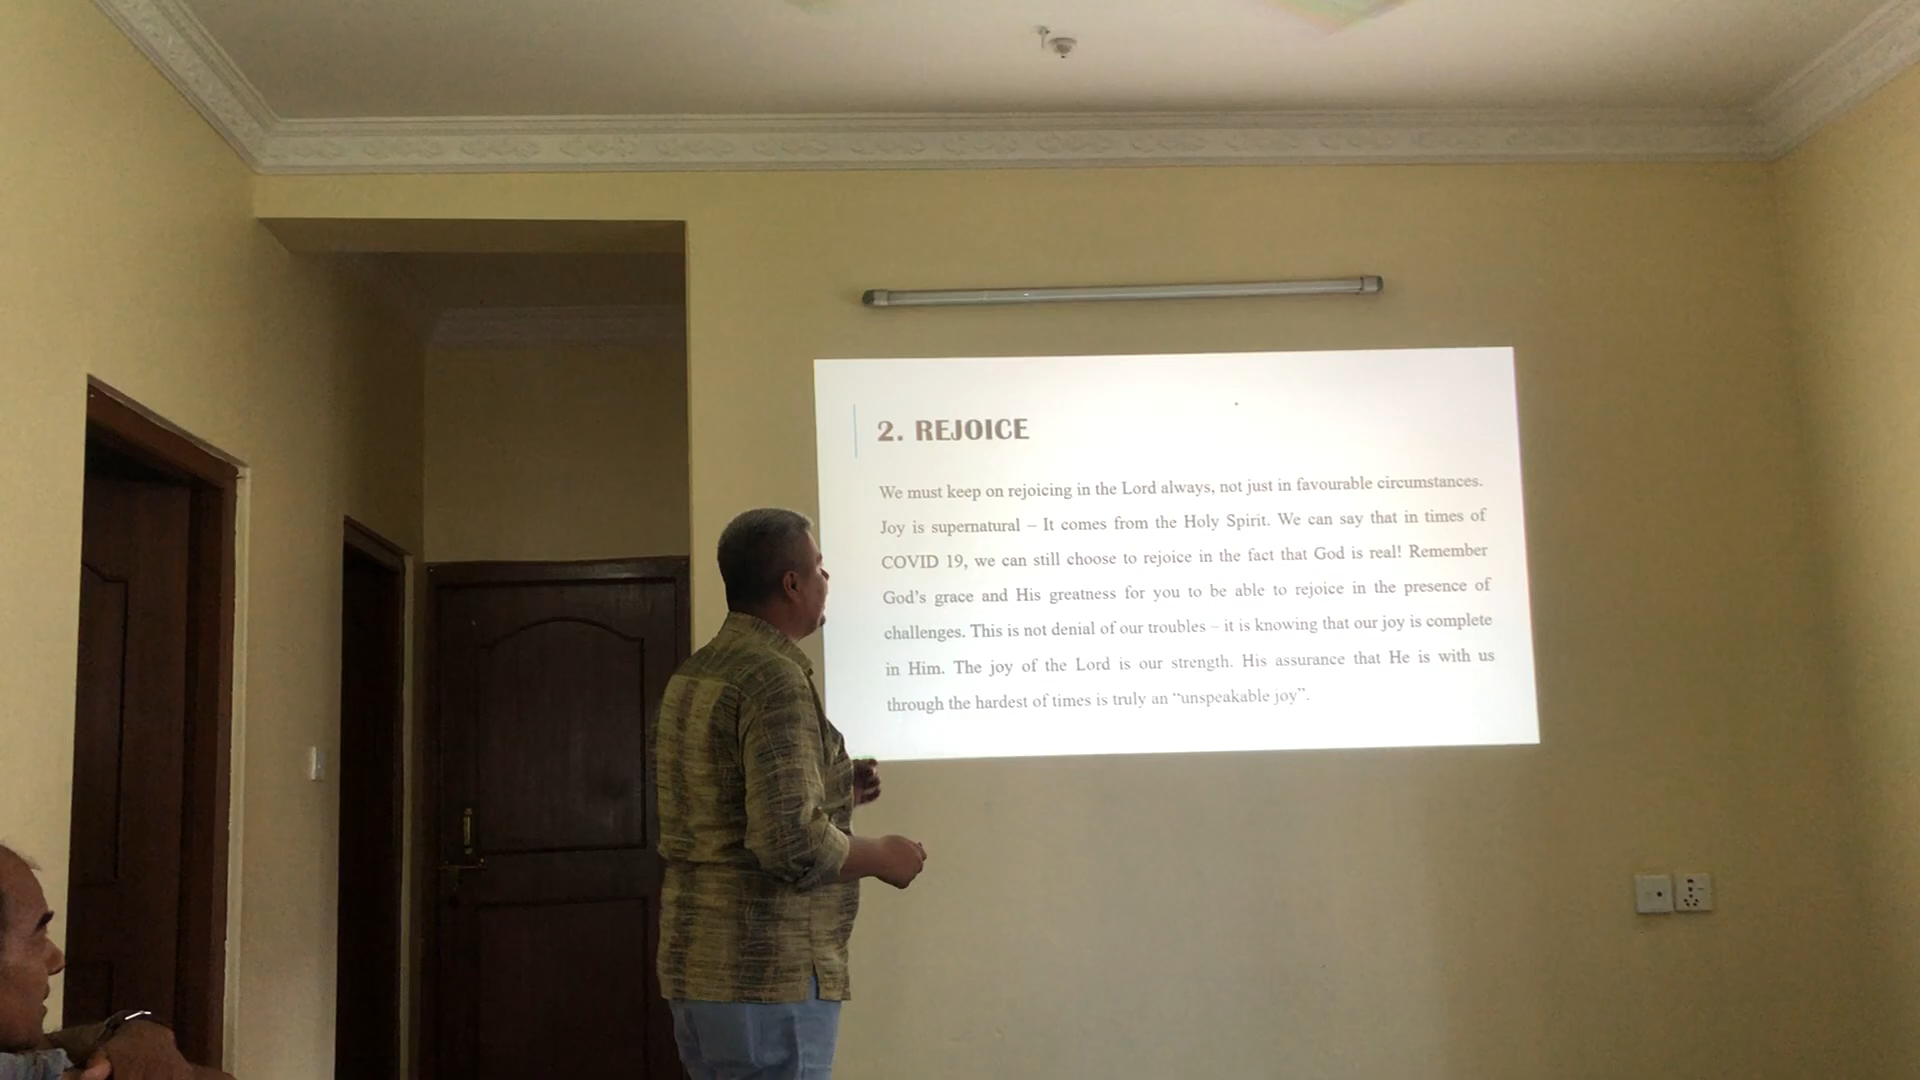 2. REJOICE
We must keep on rejoicing in the Lord always, not just in favourable circumstances.
Joy is supernatural – It comes from the Holy Spirit. We can say that in times of
COVID 19, we can still choose to rejoice in the fact that God is real! Remember
God's grace and His greatness for you to be able to rejoice in the presence of
challenges. This is not denial of our troubles – it is knowing that our joy is complete
in Him. The joy of the Lord is our strength. His assurance that He is with us
through the hardest of times is truly an “unspeakable joy”.